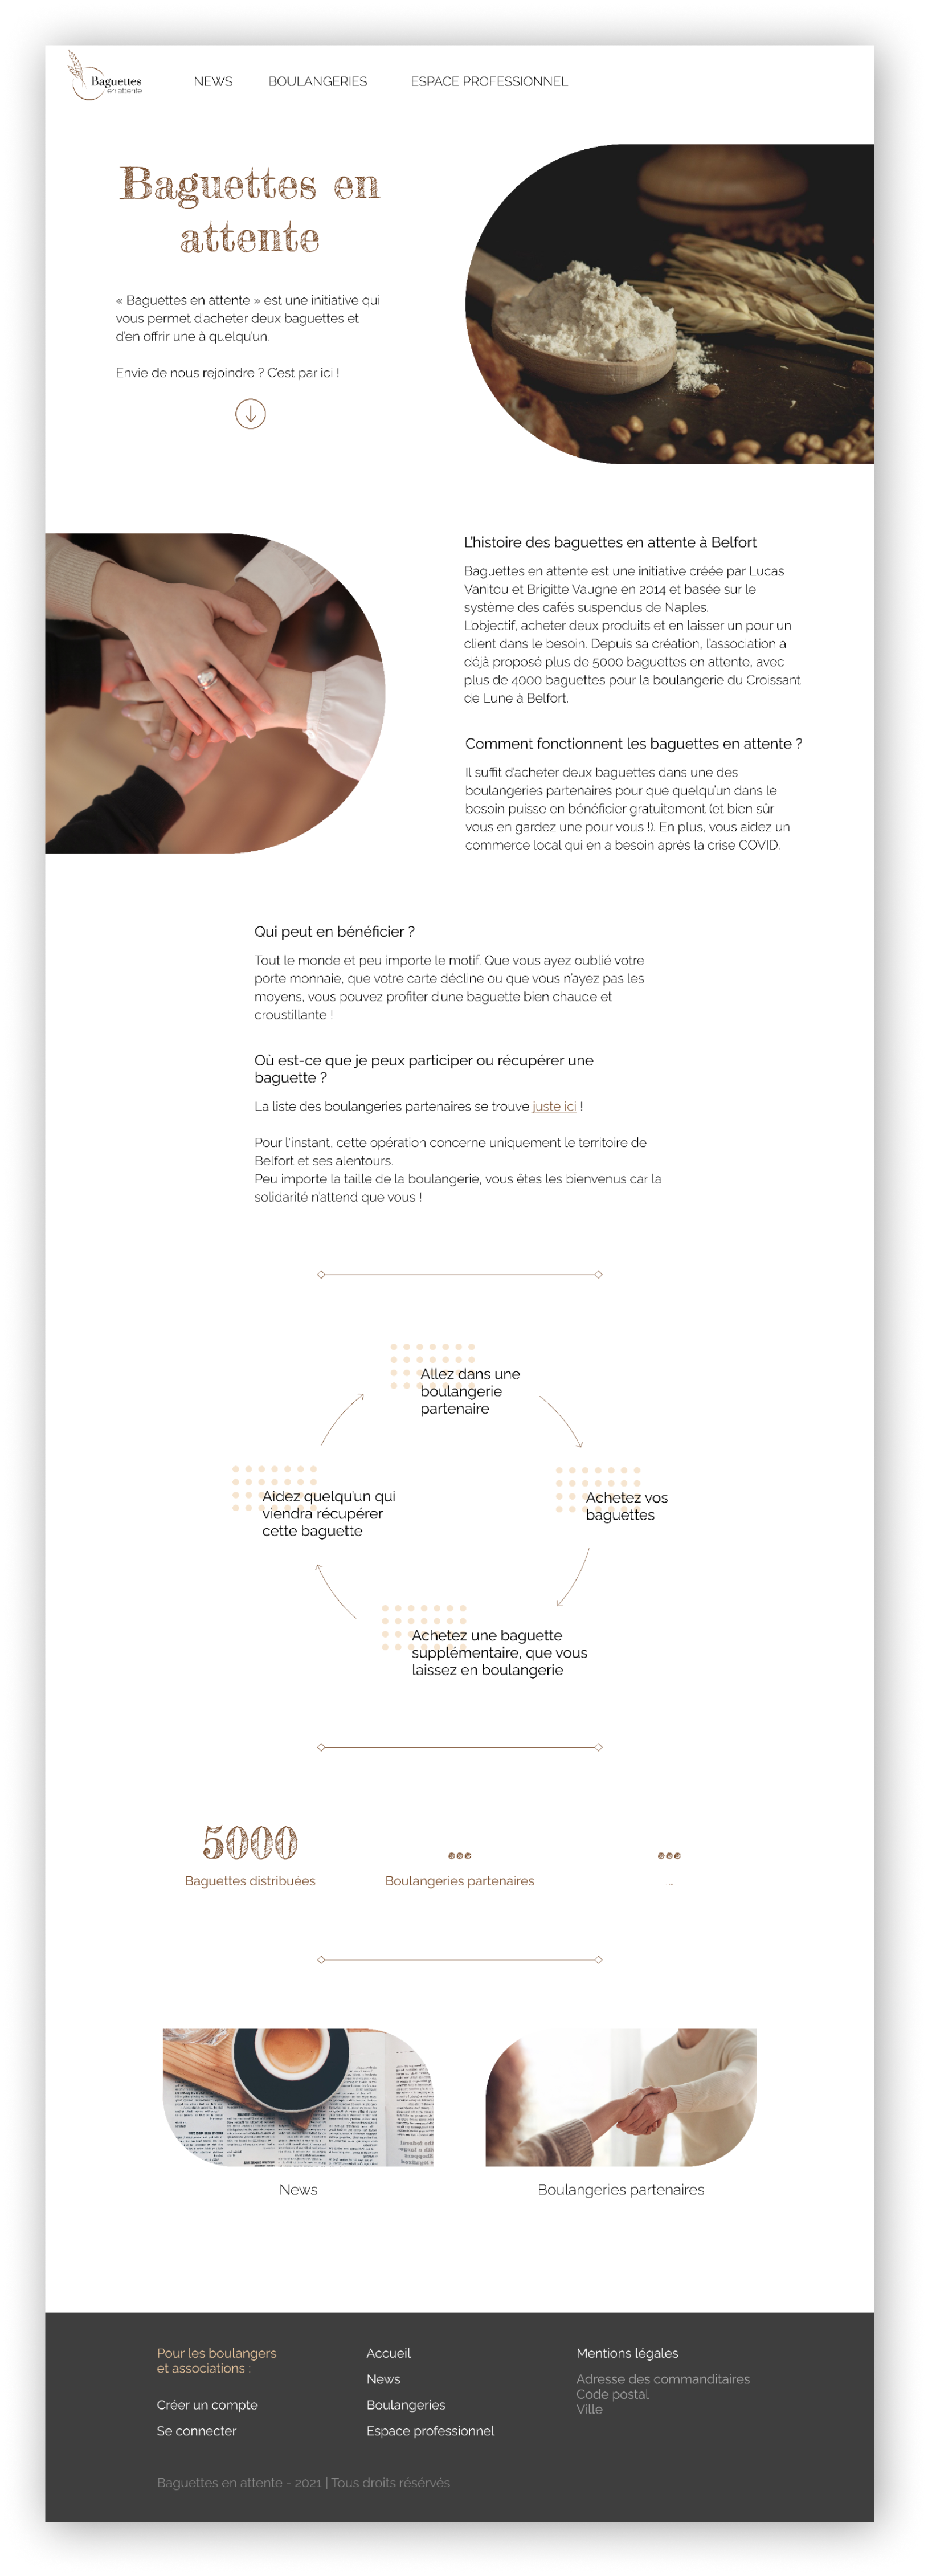 Baguettes
en attente
NEWS
BOULANGERIES
ESPACE PROFESSIONNEL
Baguettes en
attente
« Baguettes en attente » est une initiative qui
vous permet d'acheter deux baguettes et
d'en offrir une à quelqu'un.
Envie de nous rejoindre ? C'est par ici !
L'histoire des baguettes en attente à Belfort
Baguettes en attente est une initiative créée par Lucas
Vanitou et Brigitte Vaugne en 2014 et basée sur le
système des cafés suspendus de Naples.
L'objectif, acheter deux produits et en laisser un pour un
client dans le besoin. Depuis sa création, l'association a
déjà proposé plus de 5000 baguettes en attente, avec
plus de 4000 baguettes pour la boulangerie du Croissant
de Lune à Belfort.
Comment fonctionnent les baguettes en attente ?
Il suffit d'acheter deux baguettes dans une des
boulangeries partenaires pour que quelqu'un dans le
besoin puisse en bénéficier gratuitement (et bien sûr
vous en gardez une pour vous !). En plus, vous aidez un
commerce local qui en a besoin après la crise COVID.
Qui peut en bénéficier ?
Tout le monde et peu importe le motif. Que vous ayez oublié votre
porte monnaie, que votre carte décline ou que vous n'ayez pas les
moyens, vous pouvez profiter d'une baguette bien chaude et
croustillante !
Où est-ce que je peux participer ou récupérer une
baguette ?
La liste des boulangeries partenaires se trouve juste ici !
Pour l'instant, cette opération concerne uniquement le territoire de
Belfort et ses alentours.
Peu importe la taille de la boulangerie, vous êtes les bienvenus car la
solidarité n'attend que vous !
Allez dans une
boulangerie
partenaire
Achetez vos
baguettes
Achetez une baguette
supplémentaire, que vous
laissez en boulangerie
Aidez quelqu'un qui
viendra récupérer
cette baguette
5000
Baguettes distribuées
...
Boulangeries partenaires
...
...
News
Boulangeries partenaires
Pour les boulangers
et associations :
Créer un compte
Se connecter
Accueil
News
Boulangeries
Espace professionnel
Mentions légales
Adresse des commanditaires
Code postal
Ville
Baguettes en attente - 2021 | Tous droits résérvés